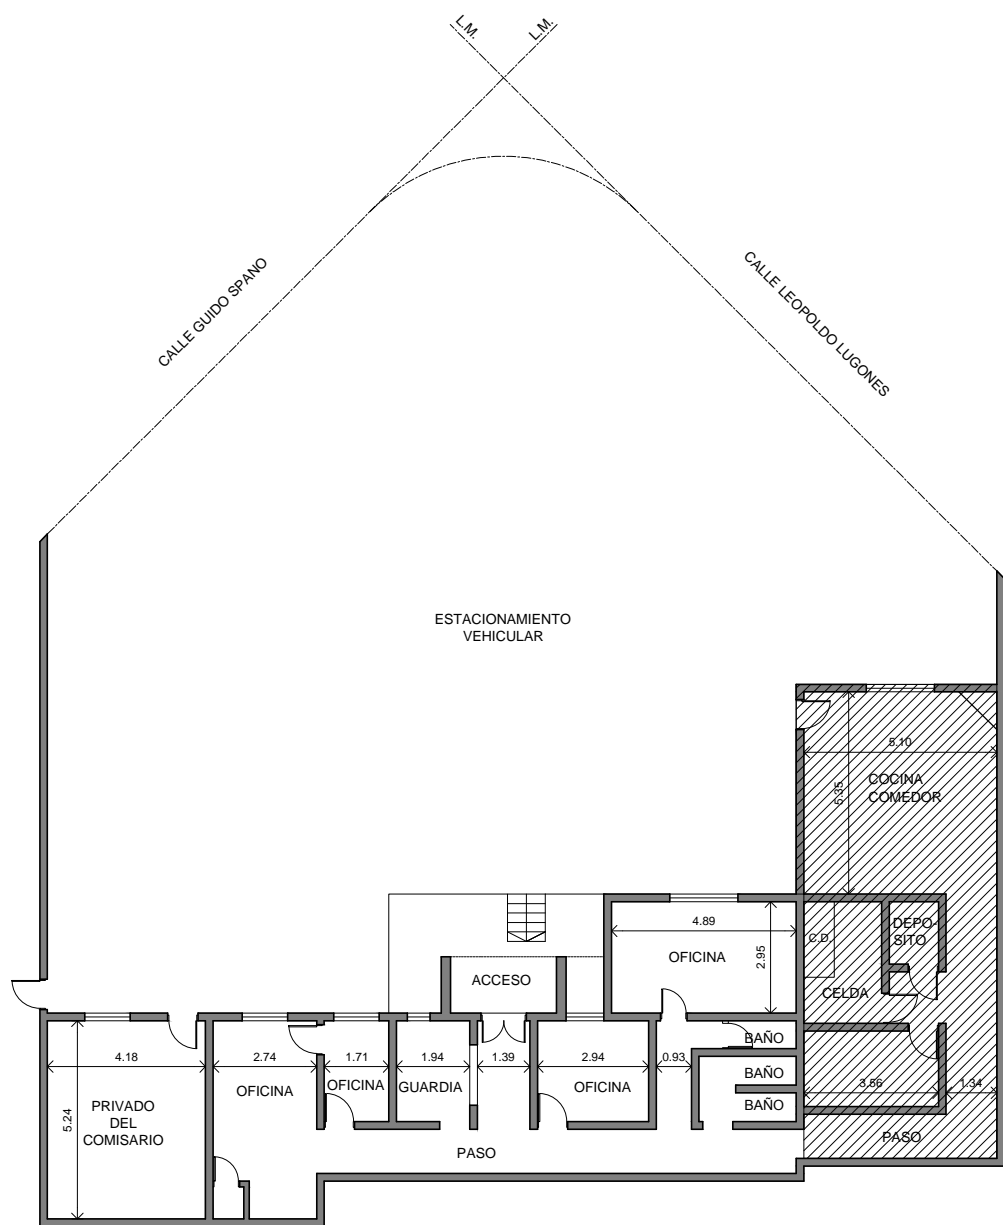 L.M.
L.M.
CALLE GUIDO SPANO
CALLE LEOPOLDO LUGONES
ESTACIONAMIENTO
VEHICULAR
5.10
5.35
COCINA
COMEDOR
4.89
2.95
OFICINA
C.D.
DEPO-
SITO
CELDA
ACCESO
4.18
5.24
PRIVADO
DEL
COMISARIO
2.74
OFICINA
1.71
OFICINA
1.94
GUARDIA
1.39
2.94
OFICINA
0.93
BAÑO
BAÑO
BAÑO
3.56
1.34
PASO
PASO